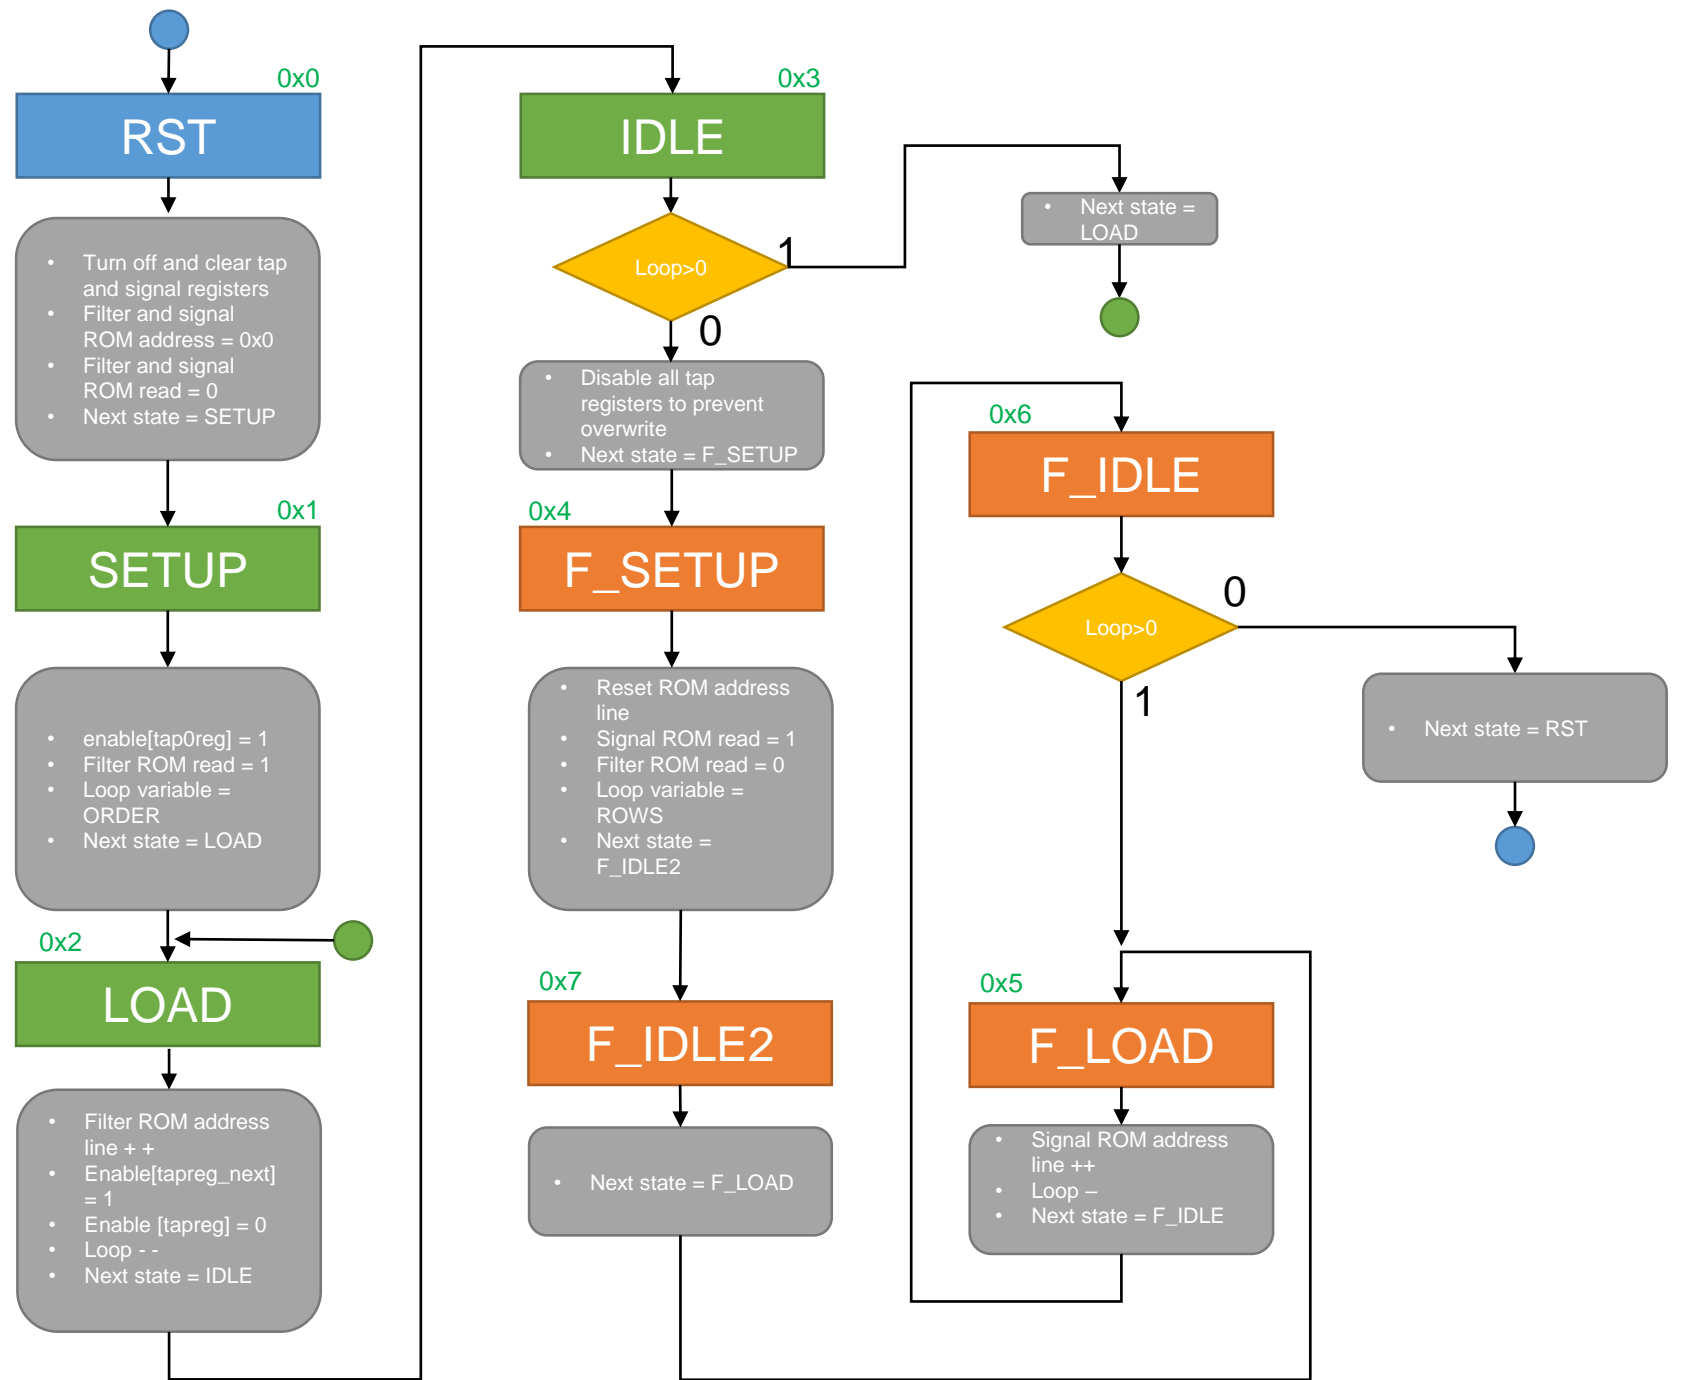 0x0
RST
• Turn off and clear tap
and signal registers
• Filter and signal
ROM address = 0x0
• Filter and signal
ROM read = 0
• Next state = SETUP
0x1
SETUP
• enable[tap0reg] = 1
• Filter ROM read = 1
• Loop variable =
ORDER
• Next state = LOAD
0x2
LOAD
• Filter ROM address
line + +
• Enable[tapreg_next]
= 1
• Enable [tapreg] = 0
• Loop - -
• Next state = IDLE
0x3
IDLE
Loop>0
1
0
• Next state =
LOAD
• Disable all tap
registers to prevent
overwrite
• Next state = F_SETUP
0x4
F_SETUP
• Reset ROM address
line
• Signal ROM read = 1
• Filter ROM read = 0
• Loop variable =
ROWS
• Next state =
F_IDLE2
0x7
F_IDLE2
• Next state = F_LOAD
0x6
F_IDLE
Loop>0
0
1
• Next state = RST
0x5
F_LOAD
• Signal ROM address
line ++
• Loop –
• Next state = F_IDLE